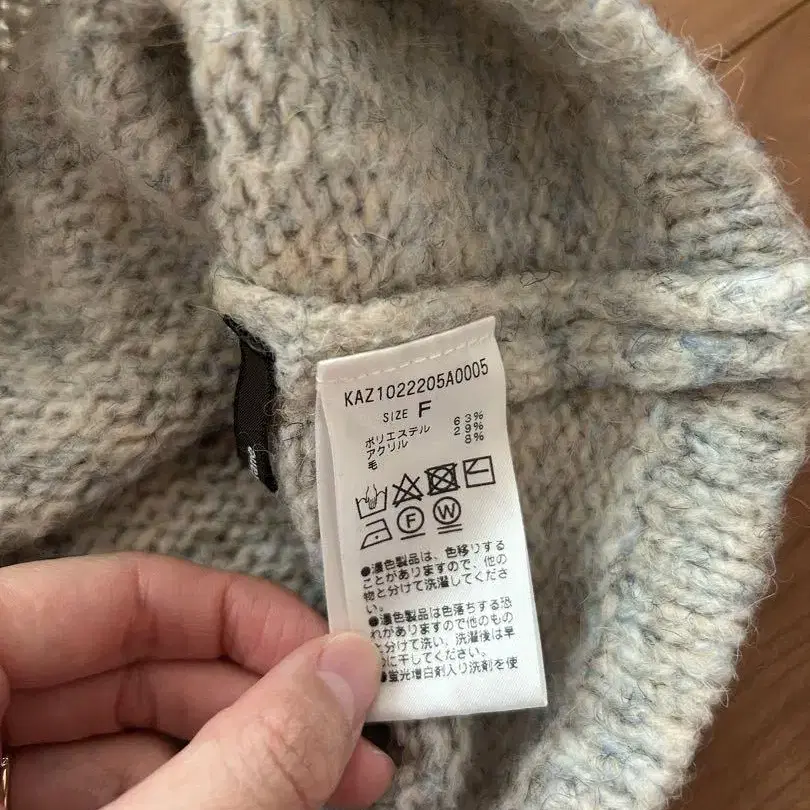 KAZ1022205A0005
SIZE F
ポリエステル 63%
アクリル 29%
毛 8%
F W
●濃色製品は、色移りする
ことがありますので、他の
物と分けて洗濯してくださ
い。
●濃色製品は色落ちする恐
れがありますので他のもの
と分けて洗い、洗濯後は早
に干してください。
●蛍光増白剤入り洗剤を使